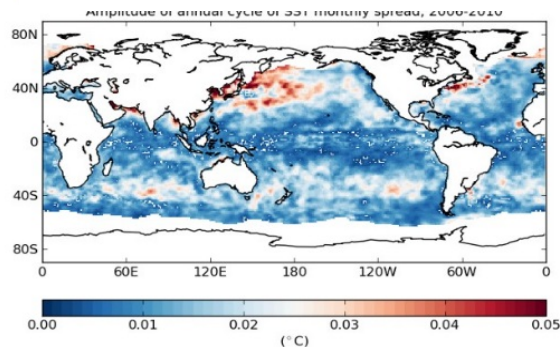 Amplitude of annual cycle of SST monthly spread, 2006-2010
80N
40N
0
40S
80S
0 60E 120E 180 120W 60W 0
0.00 0.01 0.02 0.03 0.04 0.05
(°C)